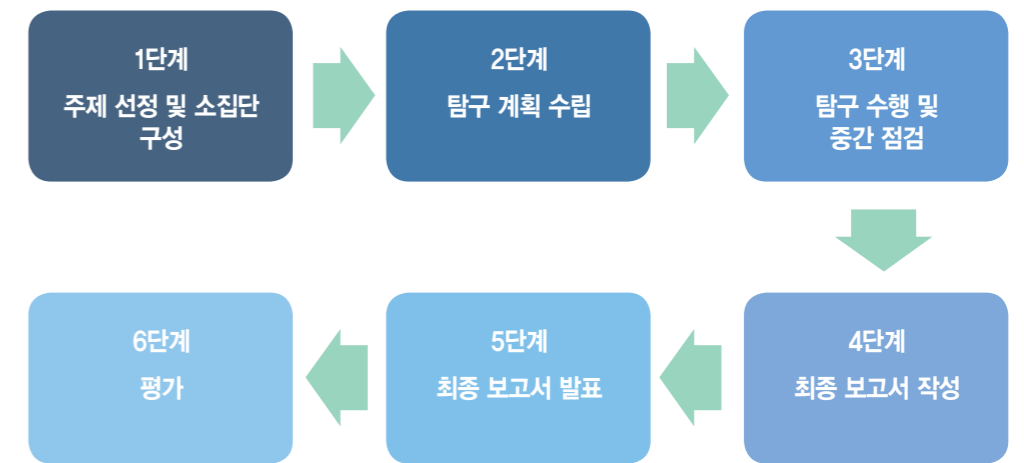 1단계
주제 선정 및 소집단
구성
2단계
탐구 계획 수립
3단계
탐구 수행 및
중간 점검
4단계
최종 보고서 작성
5단계
최종 보고서 발표
6단계
평가